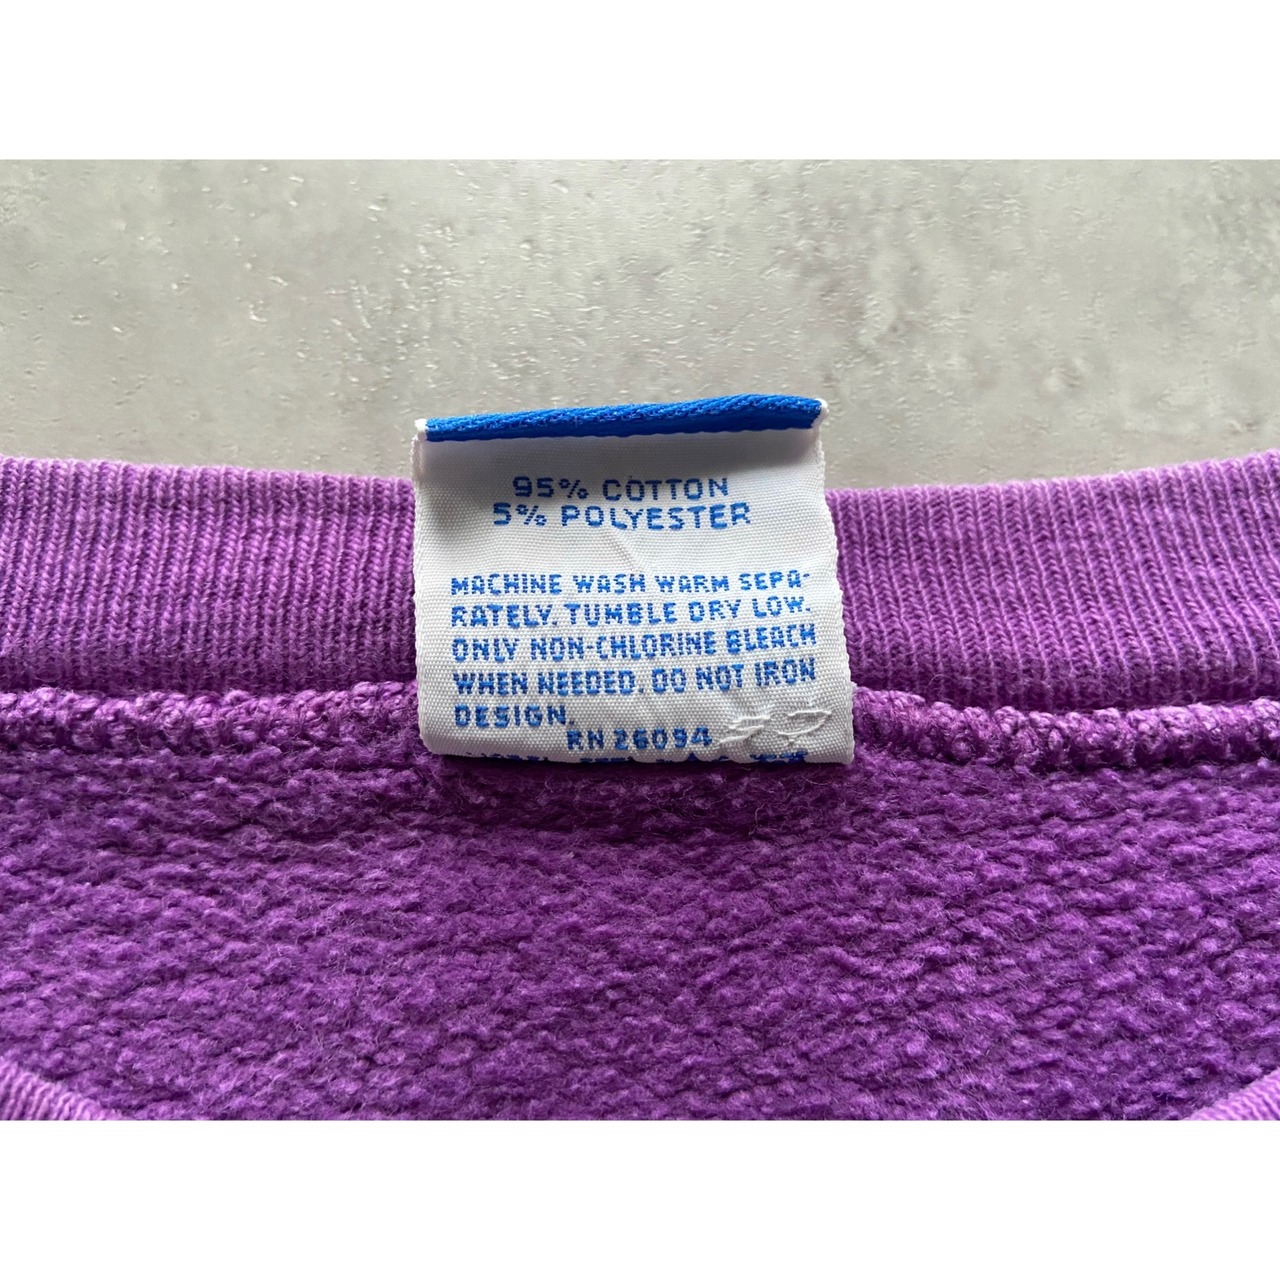 95% COTTON
5% POLYESTER
MACHINE WASH WARM SEPA-
RATELY. TUMBLE DRY LOW.
ONLY NON-CHLORINE BLEACH
WHEN NEEDED. DO NOT IRON
DESIGN.
RN 26094